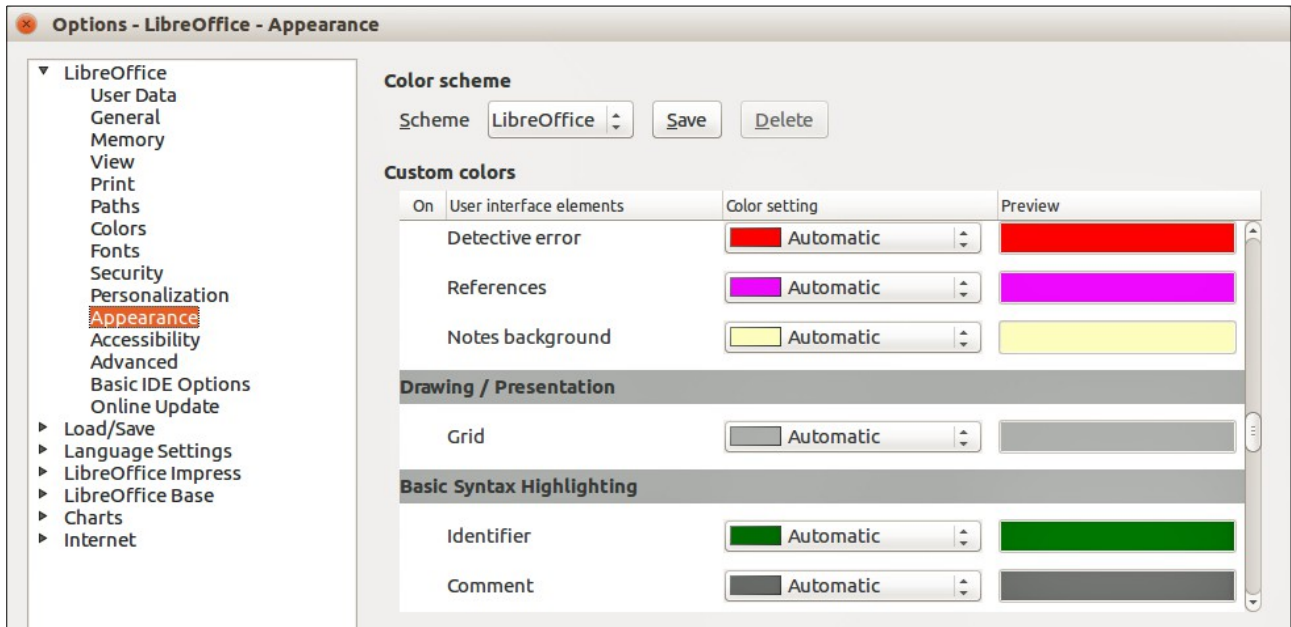 Options - LibreOffice - Appearance
LibreOffice
User Data
General
Memory
View
Print
Paths
Colors
Fonts
Security
Personalization
Appearance
Accessibility
Advanced
Basic IDE Options
Online Update
Load/Save
Language Settings
LibreOffice Impress
LibreOffice Base
Charts
Internet
Color scheme
Scheme LibreOffice Save Delete
Custom colors
On User interface elements Color setting Preview
Detective error Automatic
References Automatic
Notes background Automatic
Drawing / Presentation
Grid Automatic
Basic Syntax Highlighting
Identifier Automatic
Comment Automatic